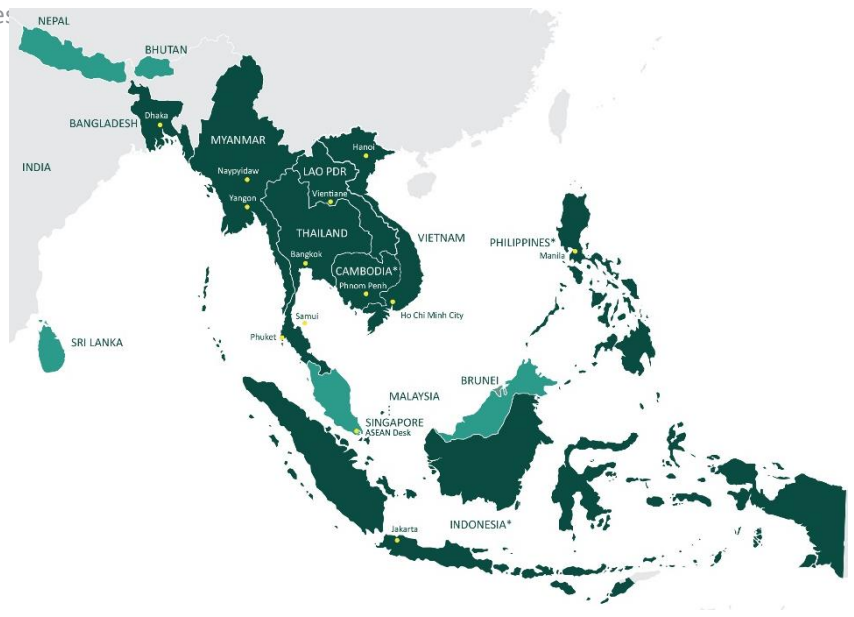 es
NEPAL
BHUTAN
BANGLADESH
Dhaka
INDIA
MYANMAR
Naypyidaw
Yangon
Hanoi
LAO PDR
Vientiane
THAILAND
Bangkok
VIETNAM
CAMBODIA*
Phnom Penh
Ho Chi Minh City
PHILIPPINES*
Manila
Samui
Phuket
SRI LANKA
MALAYSIA
BRUNEI
SINGAPORE
ASEAN Desk
INDONESIA*
Jakarta